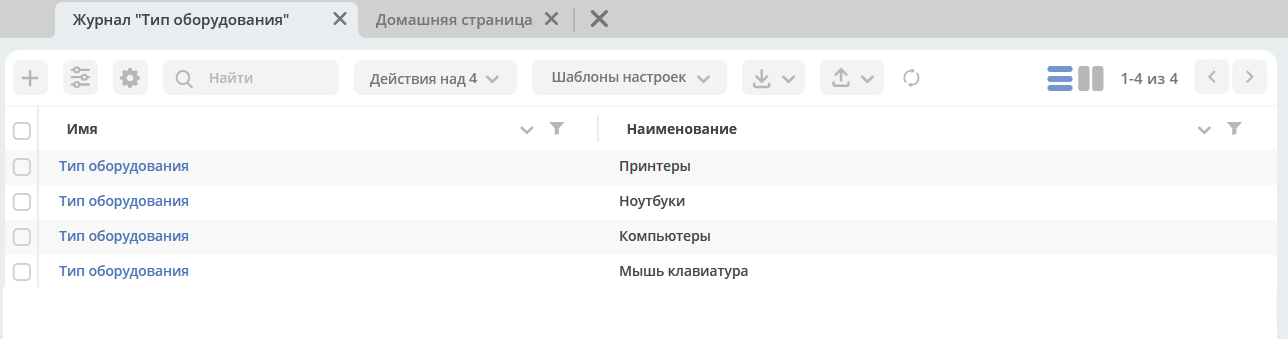 Журнал "Тип оборудования" Домашняя страница
Найти Действия над 4 Шаблоны настроек 1-4 из 4
Имя Наименование
Тип оборудования Принтеры
Тип оборудования Ноутбуки
Тип оборудования Компьютеры
Тип оборудования Мышь клавиатура